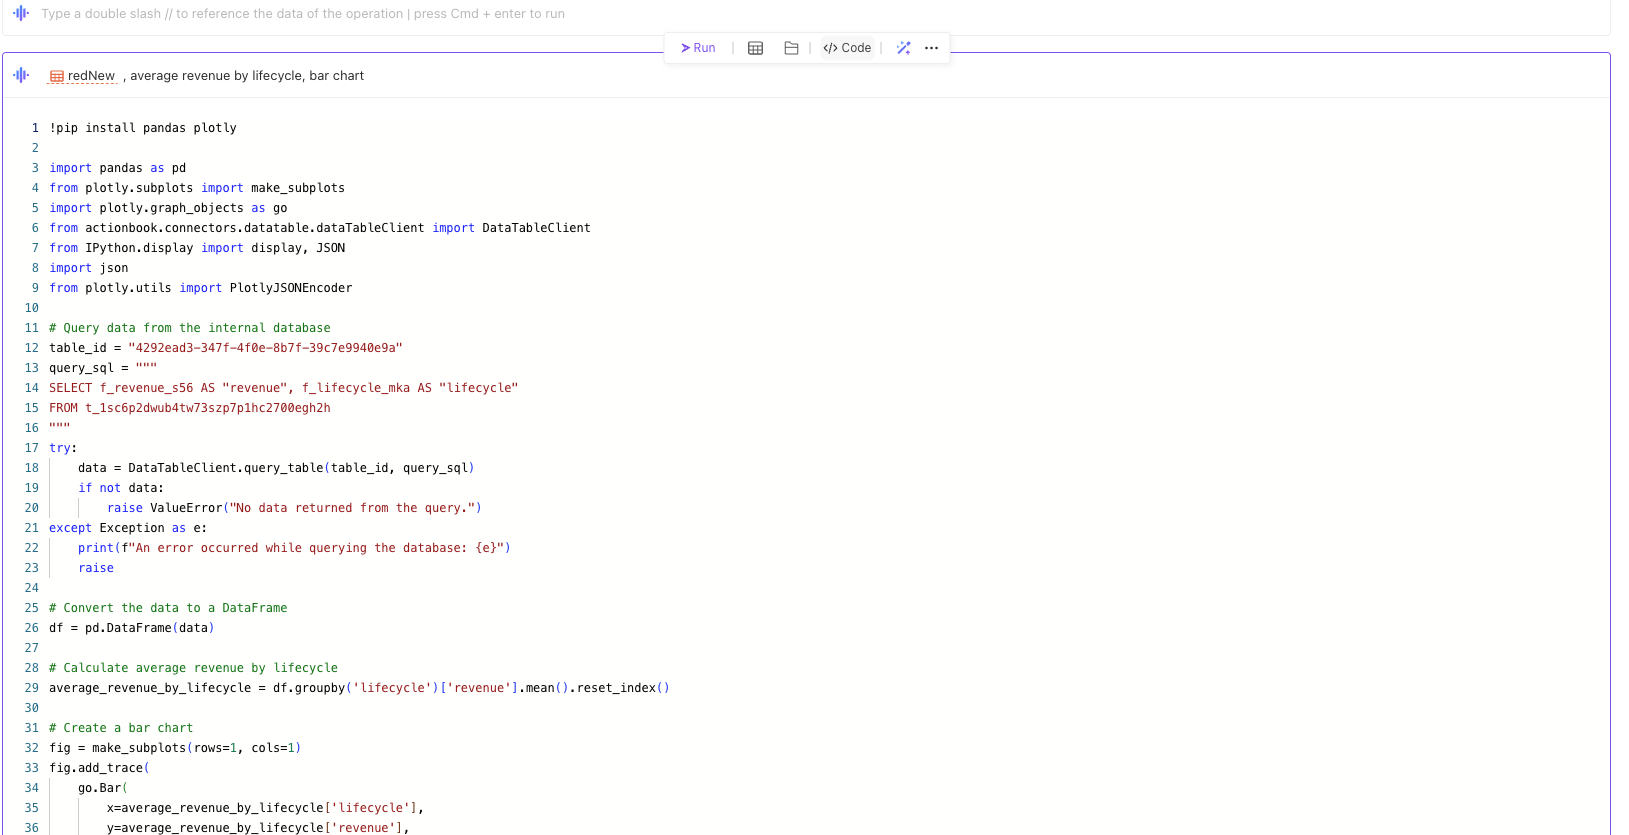 Type a double slash // to reference the data of the operation | press Cmd + enter to run
Run | | </> Code | ...
redNew , average revenue by lifecycle, bar chart
1 !pip install pandas plotly
2
3 import pandas as pd
4 from plotly.subplots import make_subplots
5 import plotly.graph_objects as go
6 from actionbook.connectors.datatable.dataTableClient import DataTableClient
7 from IPython.display import display, JSON
8 import json
9 from plotly.utils import PlotlyJSONEncoder
10
11 # Query data from the internal database
12 table_id = "4292ead3-347f-4f0e-8b7f-39c7e9940e9a"
13 query_sql = """
14 SELECT f_revenue_s56 AS "revenue", f_lifecycle_mka AS "lifecycle"
15 FROM t_1sc6p2dwub4tw73szp7p1hc2700egh2h
16 """
17 try:
18     data = DataTableClient.query_table(table_id, query_sql)
19     if not data:
20         raise ValueError("No data returned from the query.")
21 except Exception as e:
22     print(f"An error occurred while querying the database: {e}")
23     raise
24
25 # Convert the data to a DataFrame
26 df = pd.DataFrame(data)
27
28 # Calculate average revenue by lifecycle
29 average_revenue_by_lifecycle = df.groupby('lifecycle')['revenue'].mean().reset_index()
30
31 # Create a bar chart
32 fig = make_subplots(rows=1, cols=1)
33 fig.add_trace(
34     go.Bar(
35         x=average_revenue_by_lifecycle['lifecycle'],
36         y=average_revenue_by_lifecycle['revenue'],